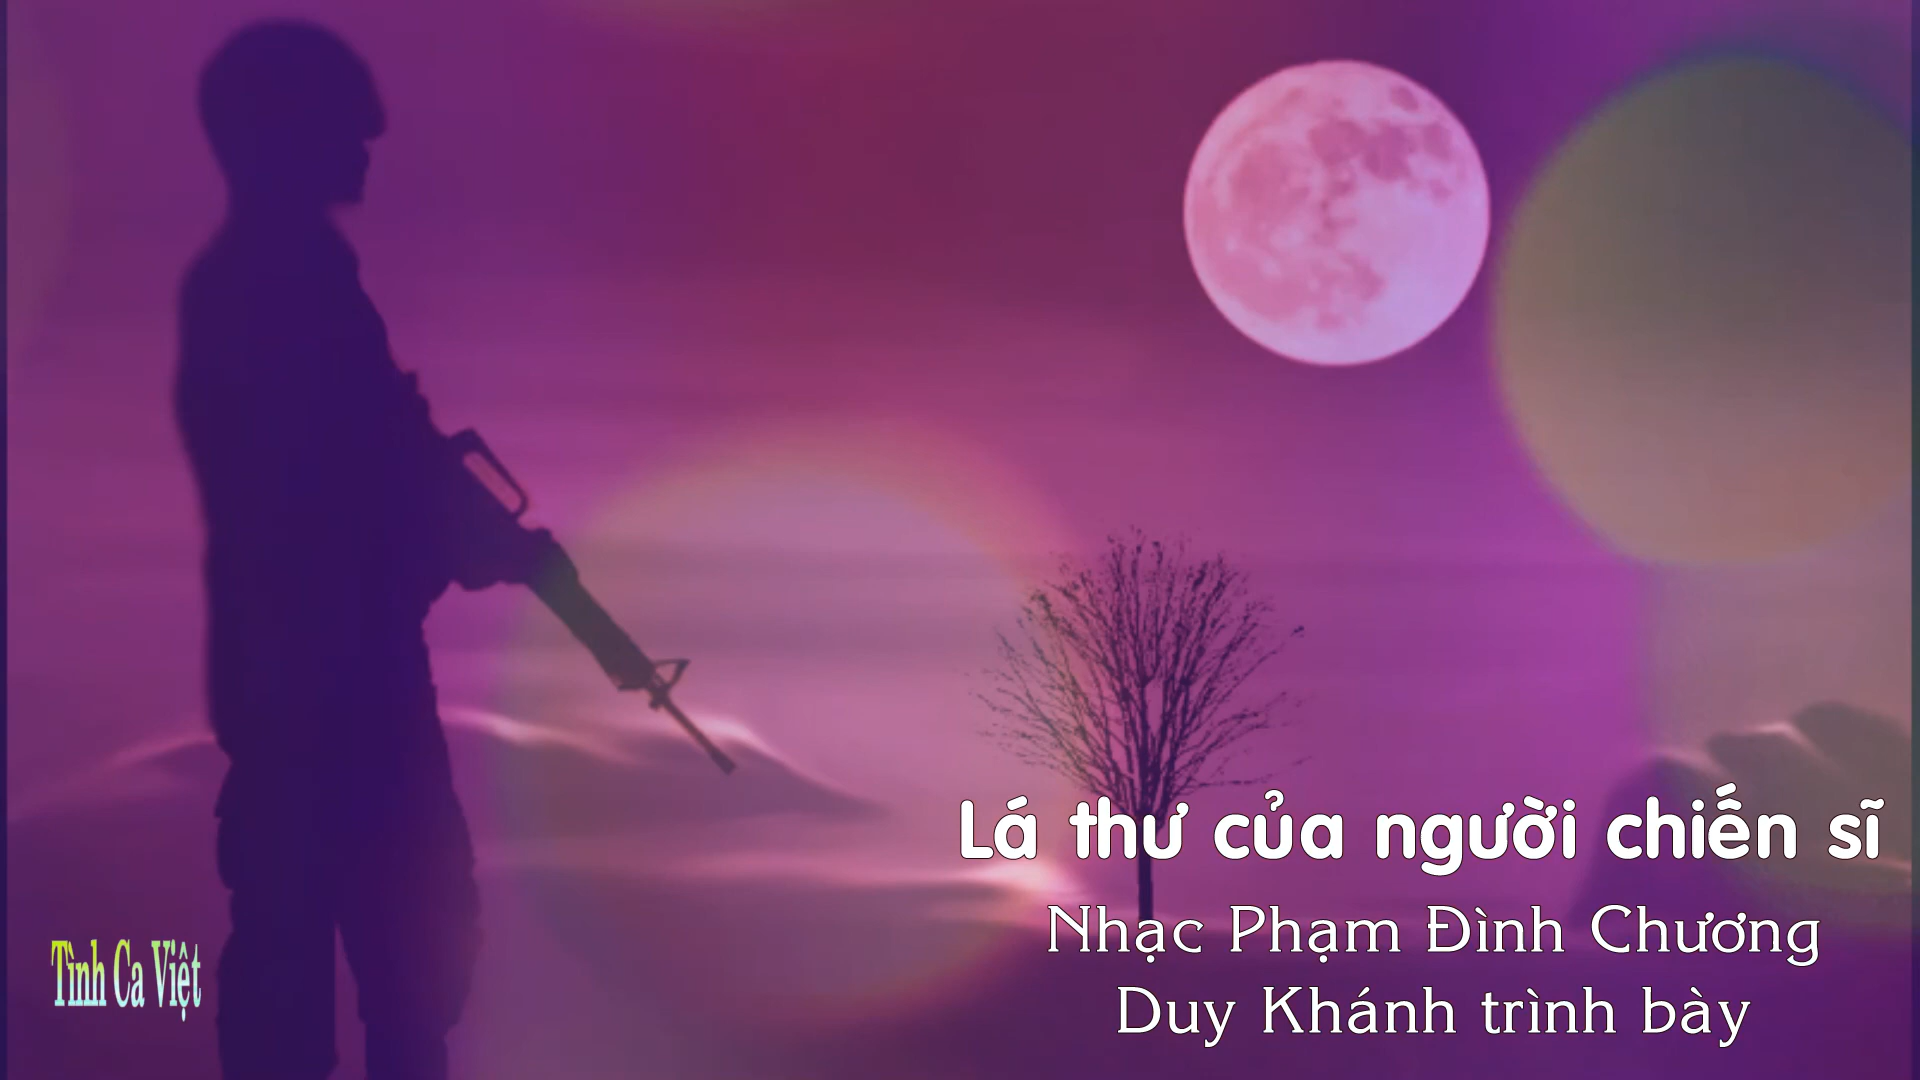 Lá thư của người chiến sĩ
Nhạc Phạm Đình Chương
Duy Khánh trình bày
Tình Ca Việt